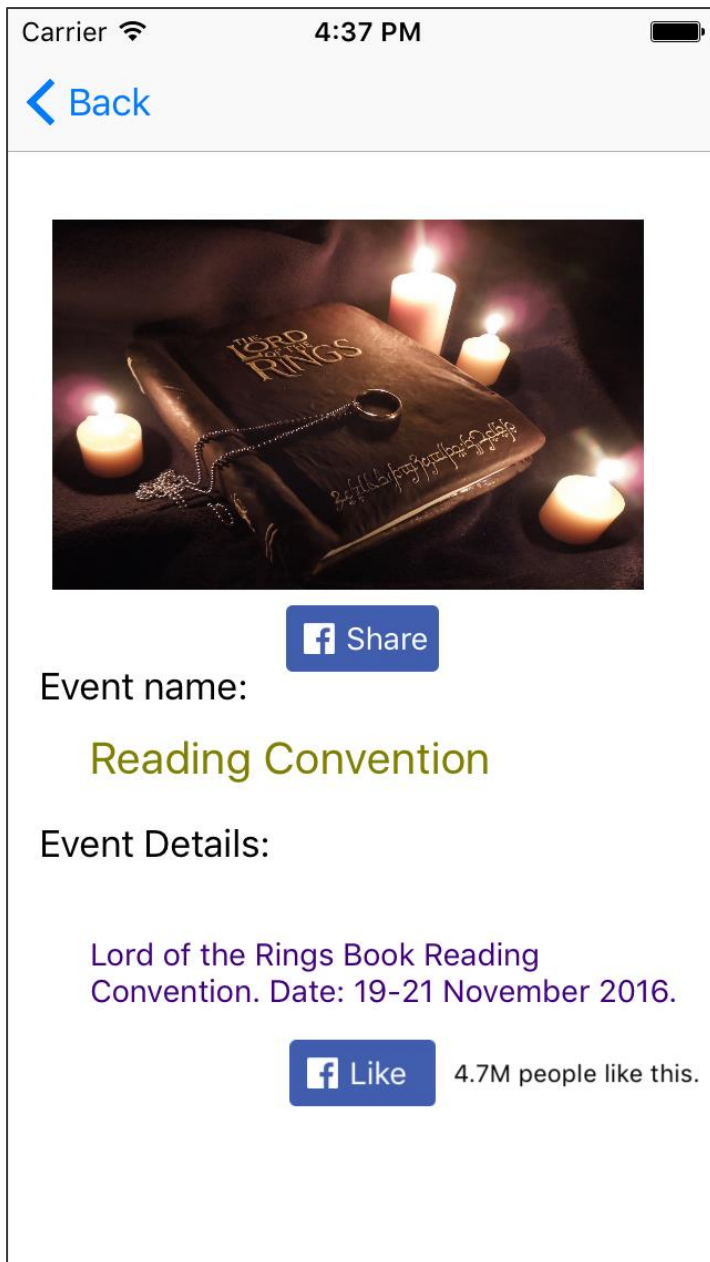 Carrier 4:37 PM
Back
THE
LORD
OF THE
RINGS
Share
Event name:
Reading Convention
Event Details:
Lord of the Rings Book Reading
Convention. Date: 19-21 November 2016.
Like 4.7M people like this.